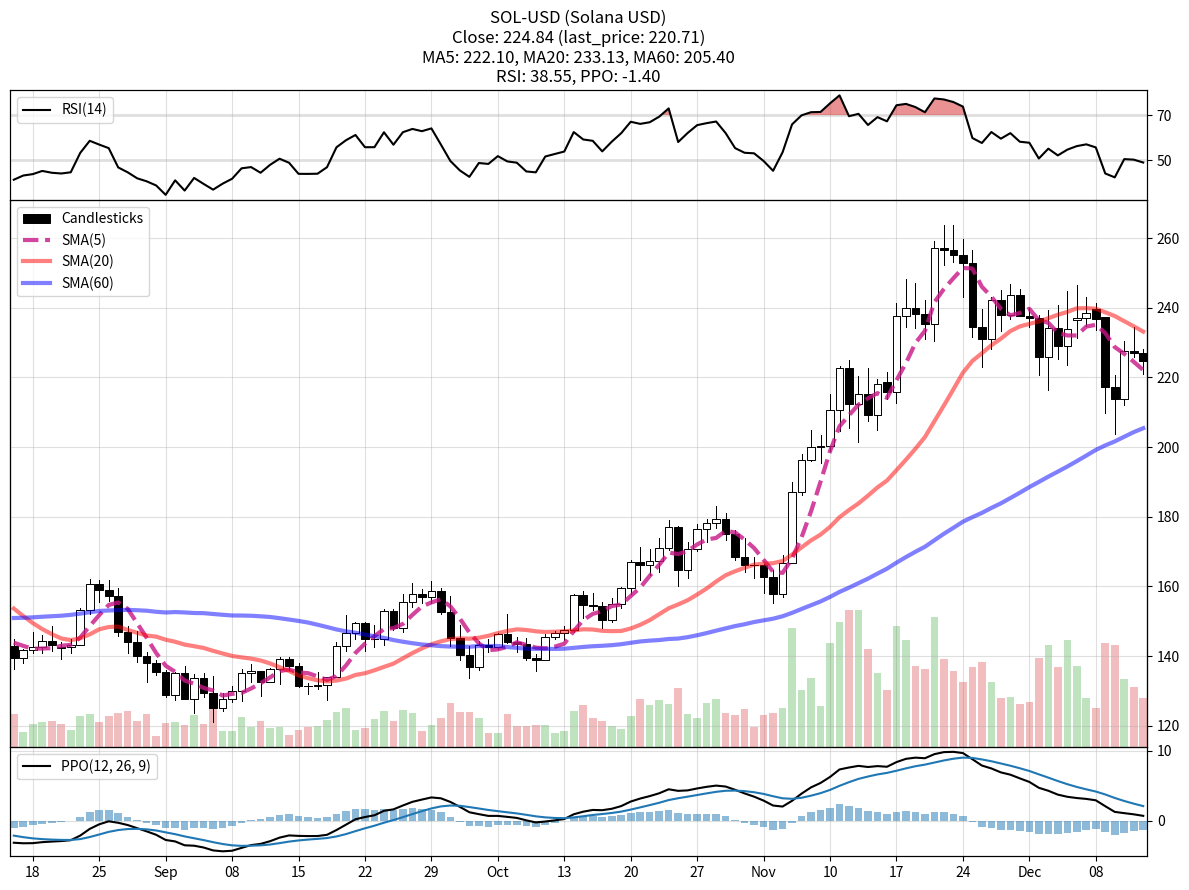 SOL-USD (Solana USD)
Close: 224.84 (last_price: 220.71)
MA5: 222.10, MA20: 233.13, MA60: 205.40
RSI: 38.55, PPO: -1.40
RSI(14)
70
50
Candlesticks
SMA(5)
SMA(20)
SMA(60)
260
240
220
200
180
160
140
120
PPO(12, 26, 9)
10
0
18 25 Sep 08 15 22 29 Oct 13 20 27 Nov 10 17 24 Dec 08